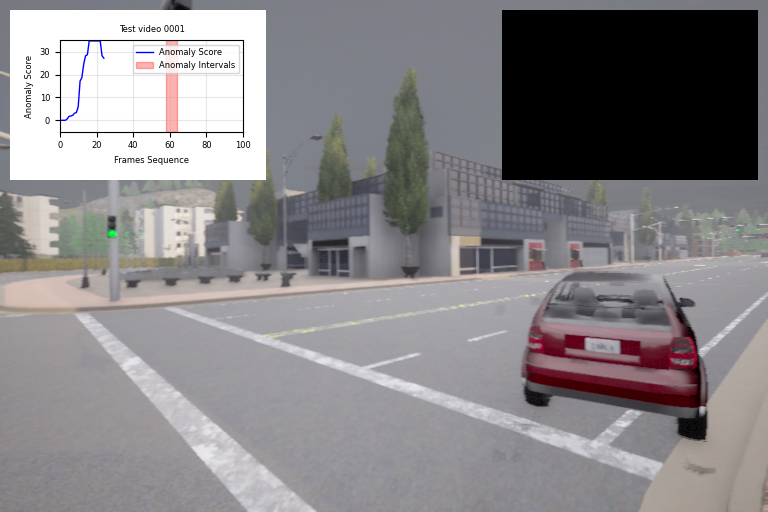 Test video 0001
Anomaly Score
30
20
10
0
Anomaly Score
Anomaly Intervals
0 20 40 60 80 100
Frames Sequence